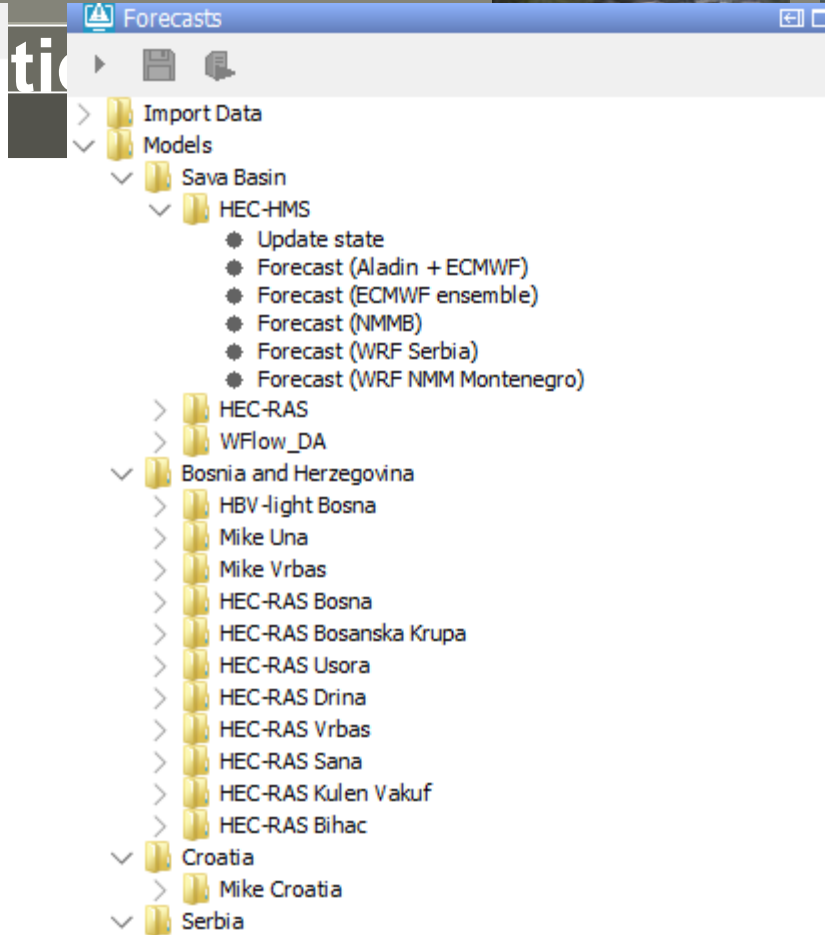 Forecasts
Import Data
Models
Sava Basin
HEC-HMS
Update state
Forecast (Aladin + ECMWF)
Forecast (ECMWF ensemble)
Forecast (NMMB)
Forecast (WRF Serbia)
Forecast (WRF NMM Montenegro)
HEC-RAS
WFlow_DA
Bosnia and Herzegovina
HBV-light Bosna
Mike Una
Mike Vrbas
HEC-RAS Bosna
HEC-RAS Bosanska Krupa
HEC-RAS Usora
HEC-RAS Drina
HEC-RAS Vrbas
HEC-RAS Sana
HEC-RAS Kulen Vakuf
HEC-RAS Bihac
Croatia
Mike Croatia
Serbia